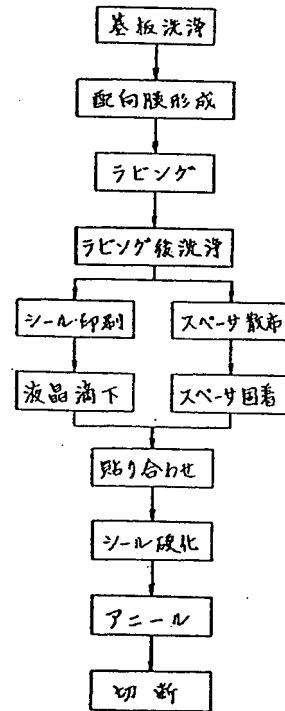 基板洗浄
配向膜形成
ラビング
ラビング後洗浄
シール印刷
スペーサ散布
液晶滴下
スペーサ固着
貼り合わせ
シール硬化
アニール
切断